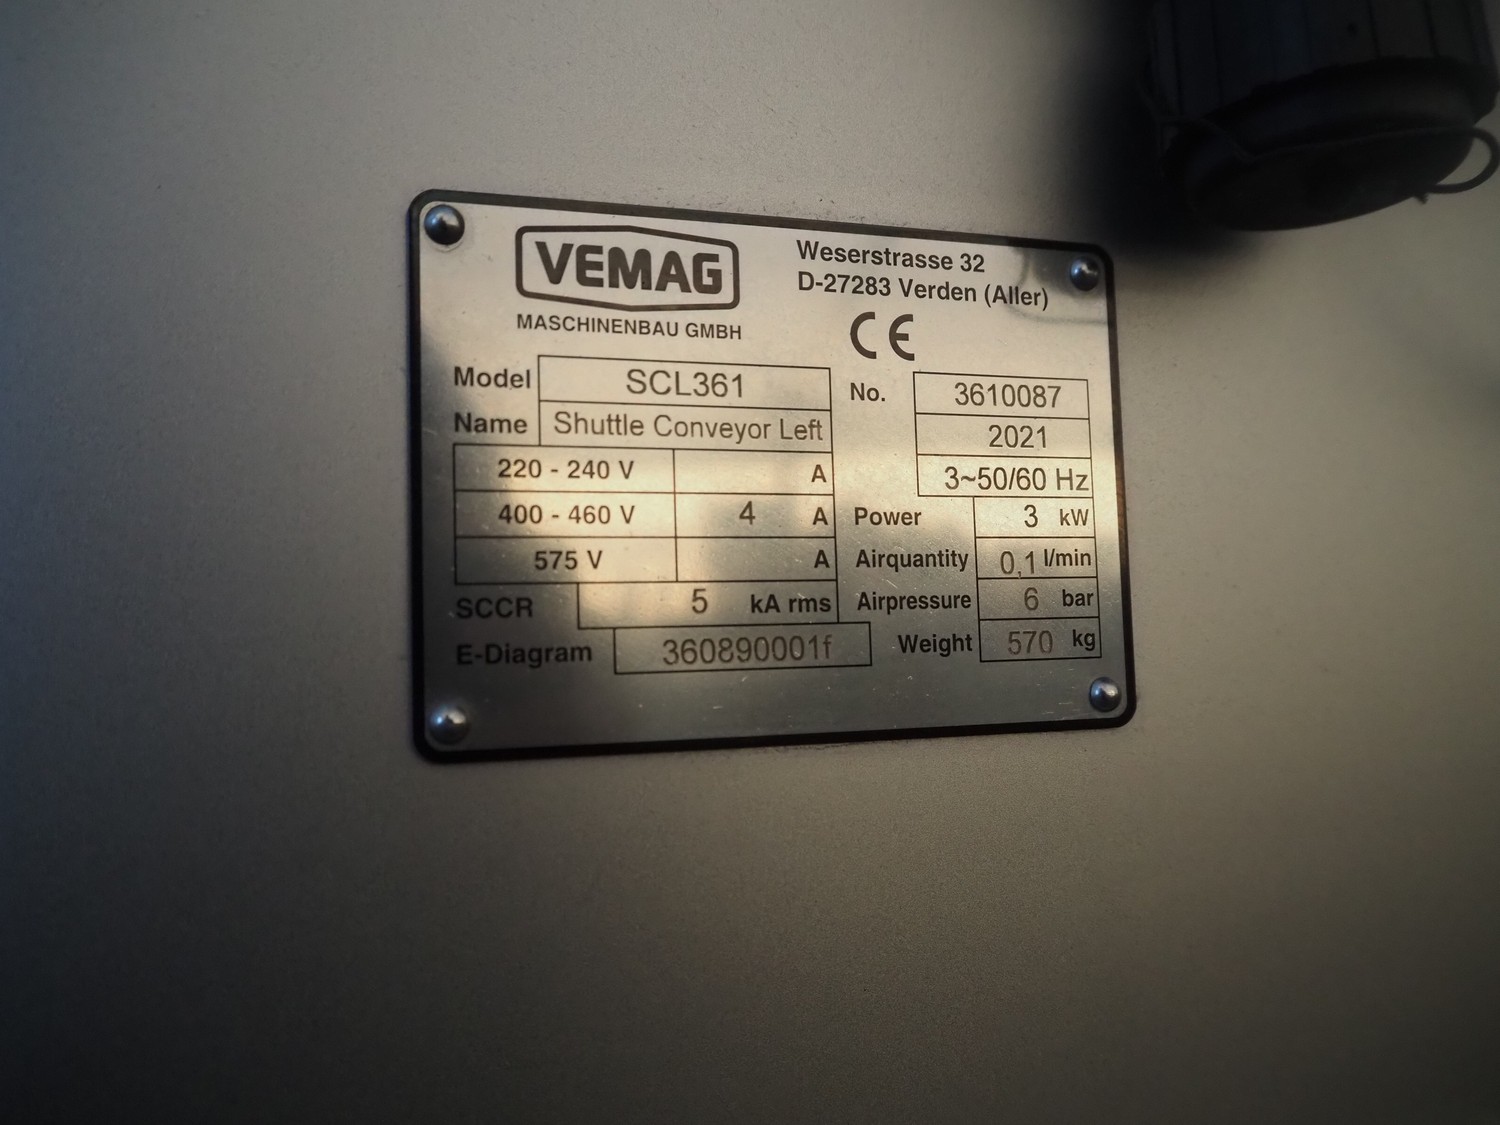 VEMAG
MASCHINENBAU GMBH
Weserstrasse 32
D-27283 Verden (Aller)
CE
Model SCL361
Name Shuttle Conveyor Left
220 - 240 V A
400 - 460 V 4 A
575 V A
SCCR 5 kA rms
E-Diagram 360890001f
No. 3610087
2021
3~50/60 Hz
Power 3 kW
Airquantity 0,1 l/min
Airpressure 6 bar
Weight 570 kg